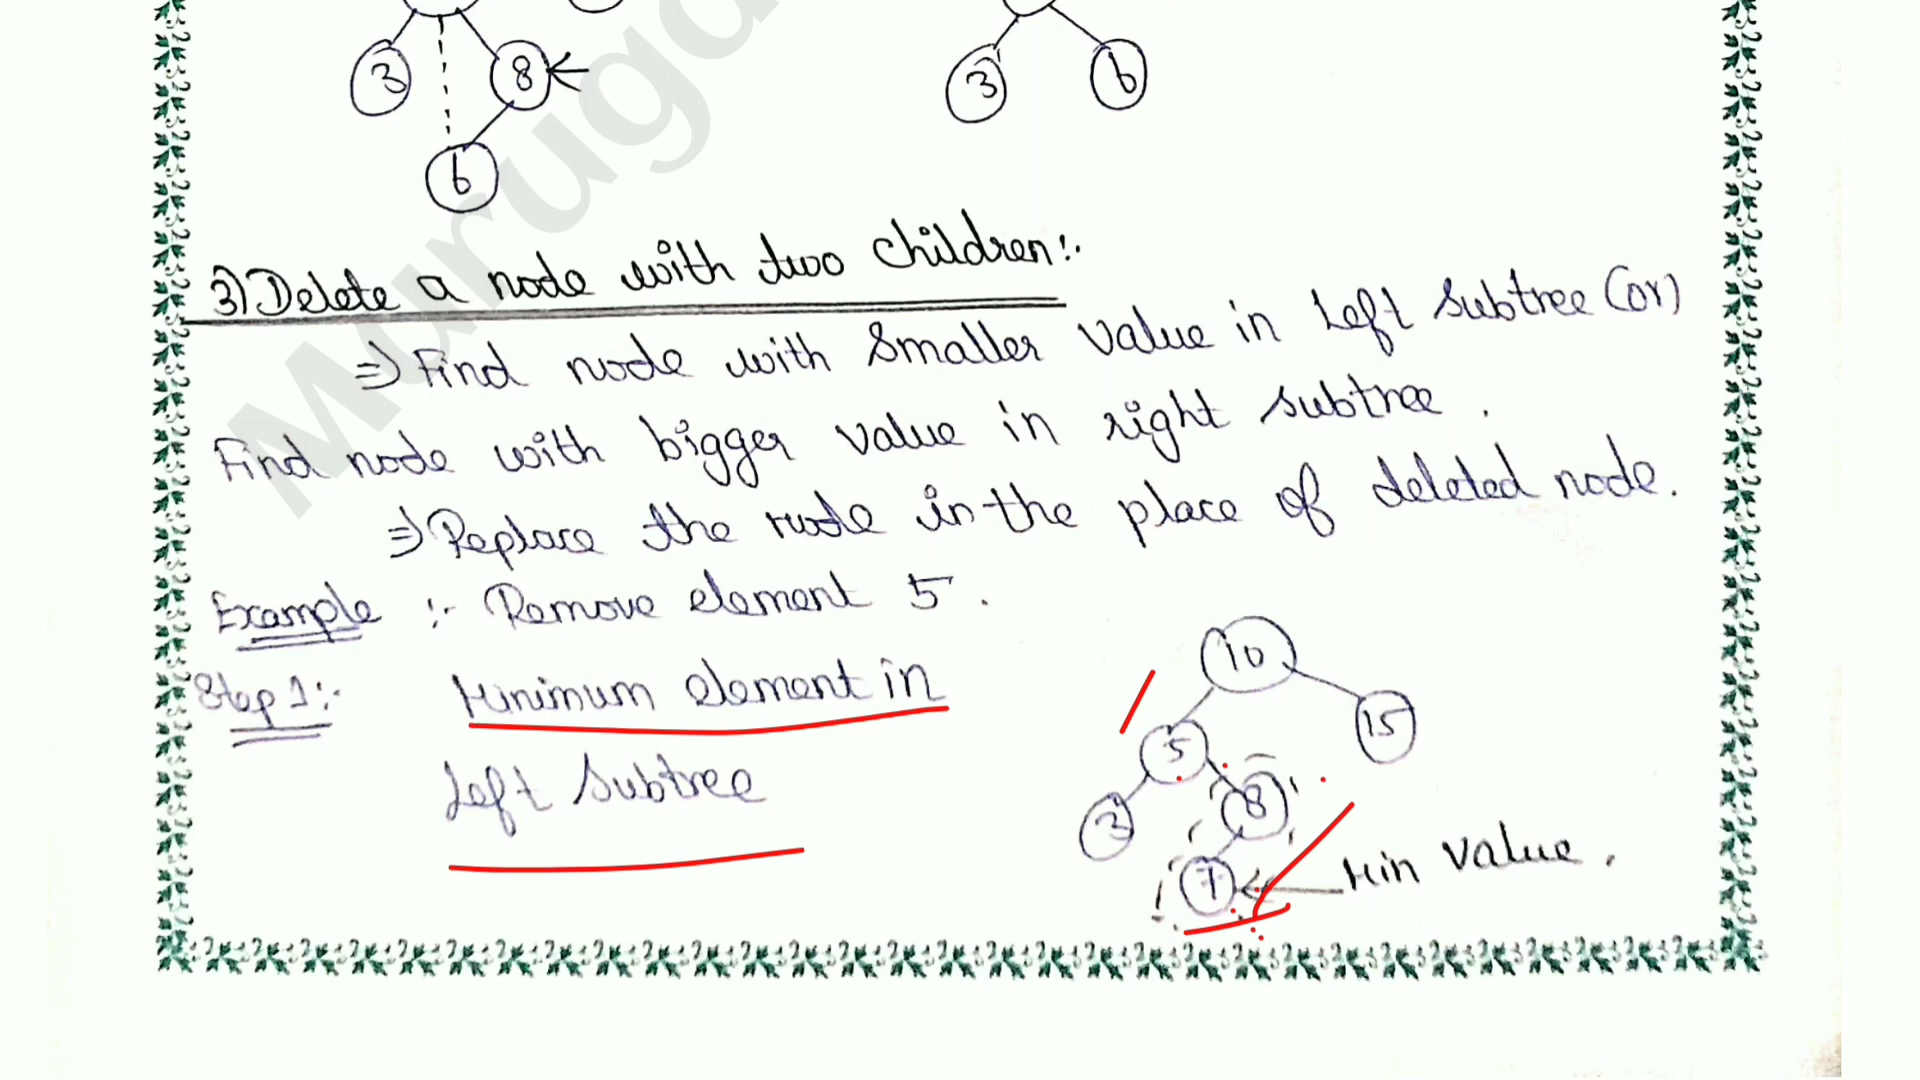 3
8
3
6
6
3) Delete a node with two children:-
⇒ Find node with smaller value in Left subtree (or)
Find node with bigger value in right subtree.
⇒ Replace the node in the place of deleted node.
Example :- Remove element 5.
10
Step 1:- Minimum element in
15
5
Left subtree
8
3
7 Min value.